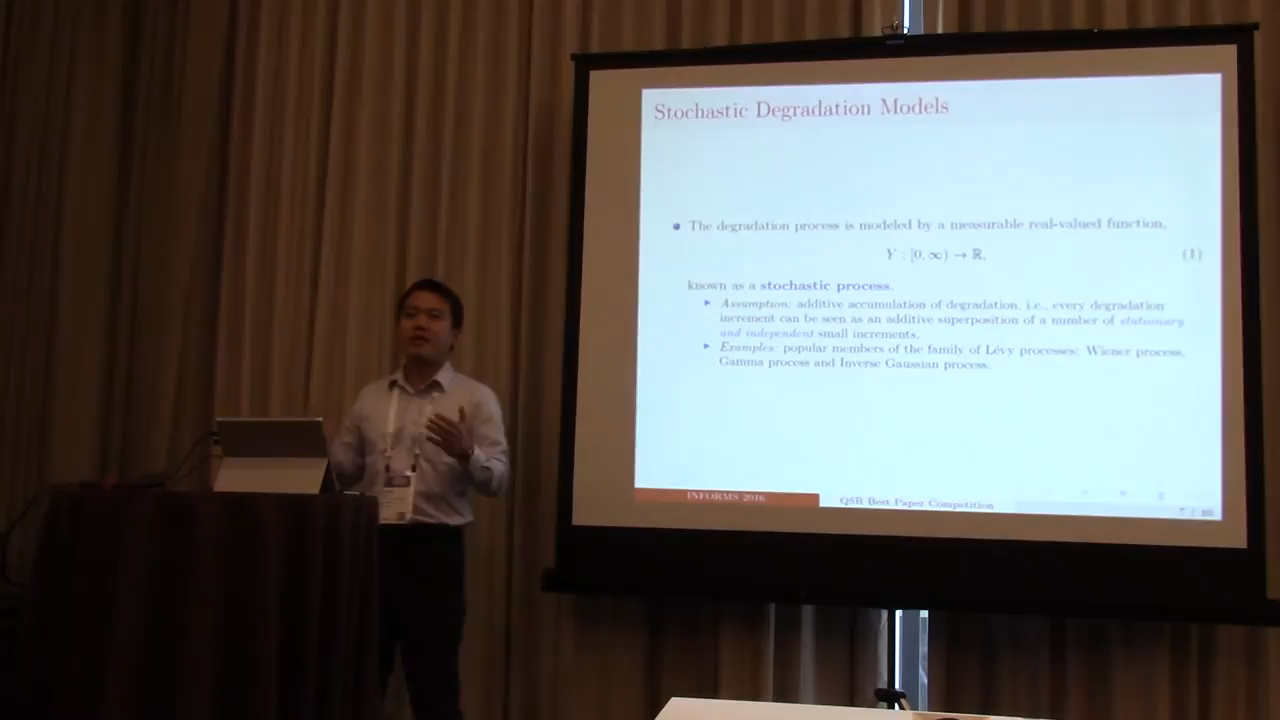 Stochastic Degradation Models
The degradation process is modeled by a measurable real-valued function,
Y : [0, ∞) → ℝ, (1)
known as a stochastic process.
Assumption: additive accumulation of degradation, i.e., every degradation
increment can be seen as an additive superposition of a number of stationary
and independent small increments.
Examples: popular members of the family of Lévy processes: Wiener process,
Gamma process and Inverse Gaussian process.
INFORMS 2016 QSR Best Paper Competition